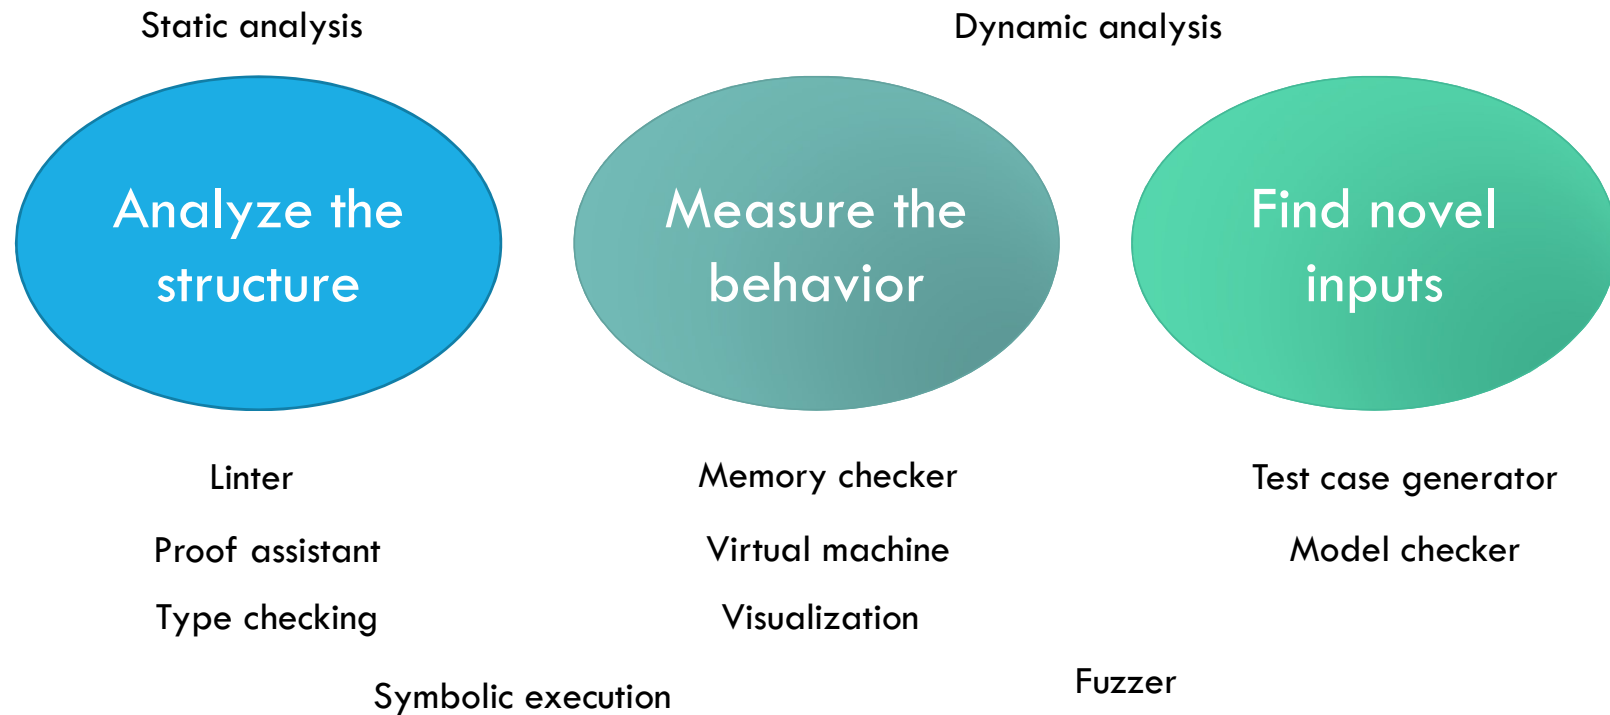 Static analysis
Dynamic analysis
Analyze the
structure
Measure the
behavior
Find novel
inputs
Linter
Memory checker
Test case generator
Proof assistant
Virtual machine
Model checker
Type checking
Visualization
Symbolic execution
Fuzzer